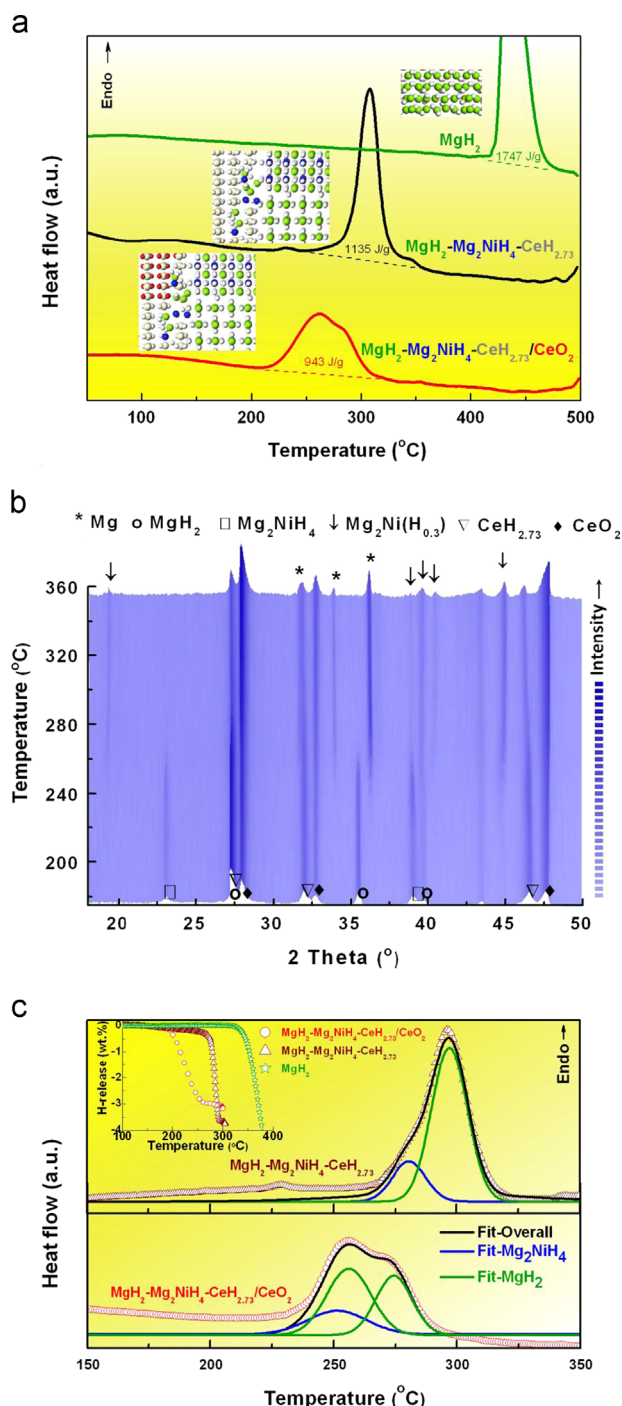 a
Endo →
MgH2
1747 J/g
1135 J/g
MgH2-Mg2NiH4-CeH2.73
943 J/g
MgH2-Mg2NiH4-CeH2.73/CeO2
Heat flow (a.u.)
100 200 300 400 500
Temperature (oC)
b
* Mg o MgH2 □ Mg2NiH4 ↓ Mg2Ni(H0.3) ▽ CeH2.73 ♦ CeO2
360
320
280
240
200
Temperature (oC)
Intensity →
20 25 30 35 40 45 50
2 Theta (o)
c
Endo →
0
-1
-2
-3
-4
H-release (wt.%)
100 200 300 400
Temperature (oC)
MgH2-Mg2NiH4-CeH2.73/CeO2
MgH2-Mg2NiH4-CeH2.73
MgH2
MgH2-Mg2NiH4-CeH2.73
Fit-Overall
Fit-Mg2NiH4
Fit-MgH2
MgH2-Mg2NiH4-CeH2.73/CeO2
Heat flow (a.u.)
150 200 250 300 350
Temperature (oC)